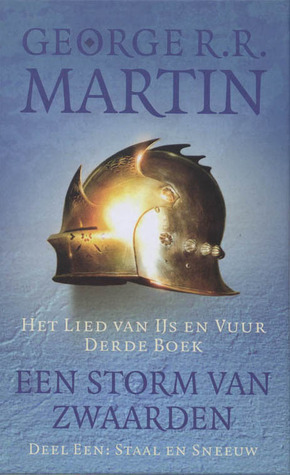 GEORGE R.R.
MARTIN
HET LIED VAN IJS EN VUUR
DERDE BOEK
EEN STORM VAN
ZWAARDEN
DEEL EEN: STAAL EN SNEEUW